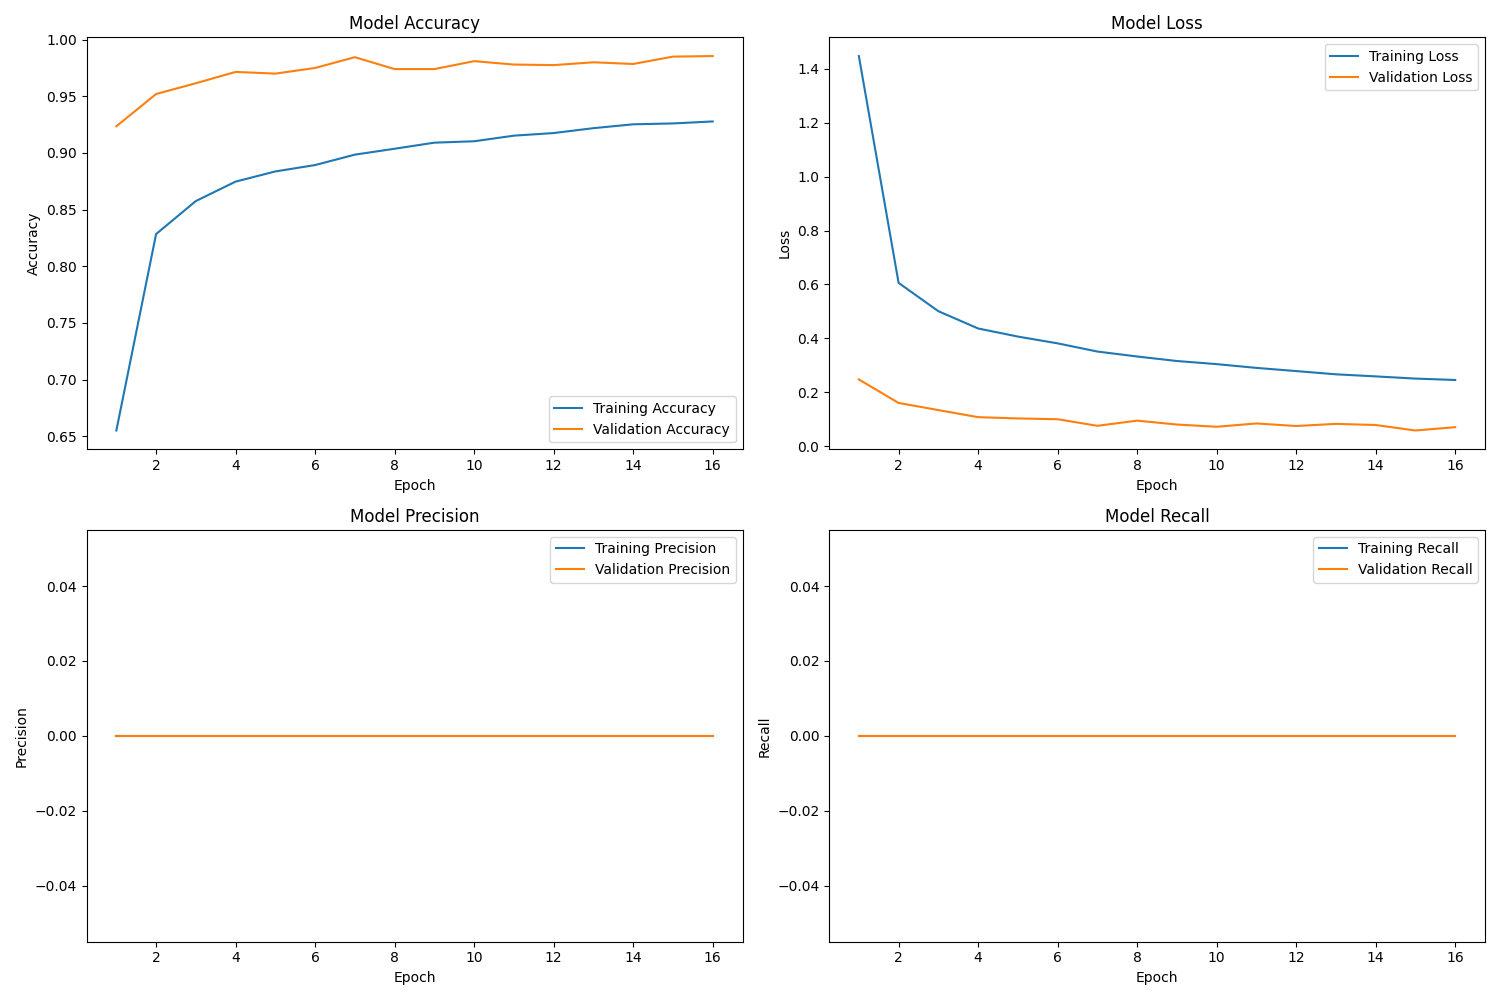 Model Accuracy
1.00
0.95
0.90
0.85
0.80
0.75
0.70
0.65
Accuracy
Training Accuracy
Validation Accuracy
2 4 6 8 10 12 14 16
Epoch
Model Loss
1.4
1.2
1.0
0.8
0.6
0.4
0.2
0.0
Loss
Training Loss
Validation Loss
2 4 6 8 10 12 14 16
Epoch
Model Precision
0.04
0.02
0.00
−0.02
−0.04
Precision
Training Precision
Validation Precision
2 4 6 8 10 12 14 16
Epoch
Model Recall
0.04
0.02
0.00
−0.02
−0.04
Recall
Training Recall
Validation Recall
2 4 6 8 10 12 14 16
Epoch